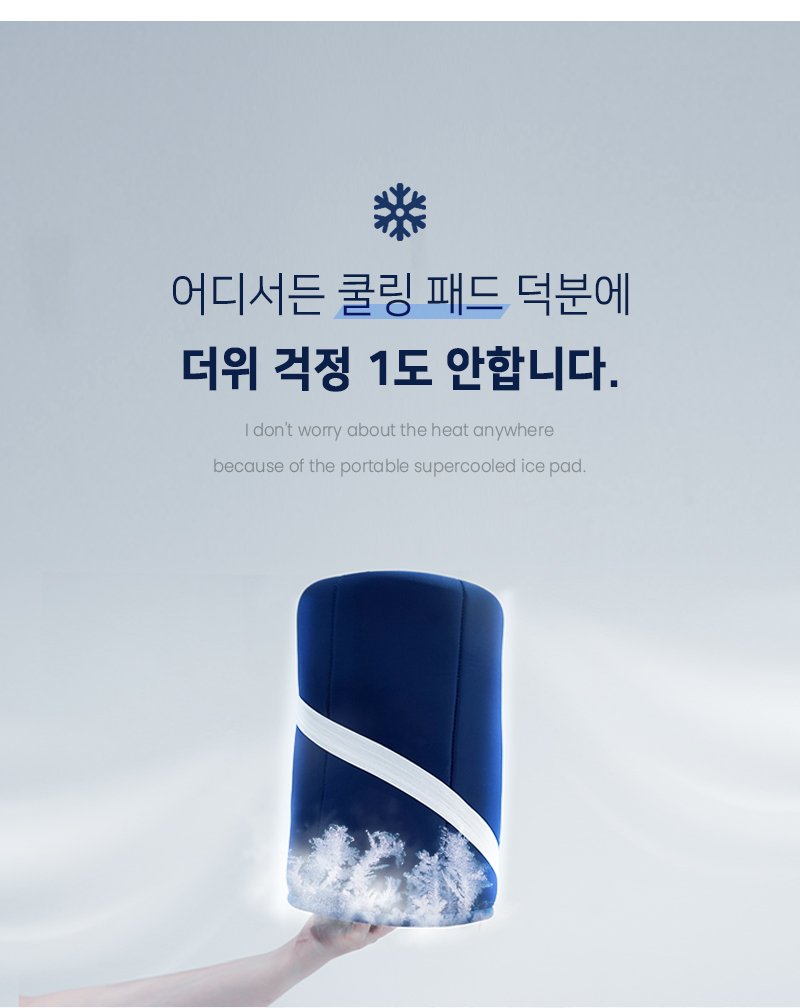 어디서든 쿨링 패드 덕분에
더위 걱정 1도 안합니다.
I don't worry about the heat anywhere
because of the portable supercooled ice pad.